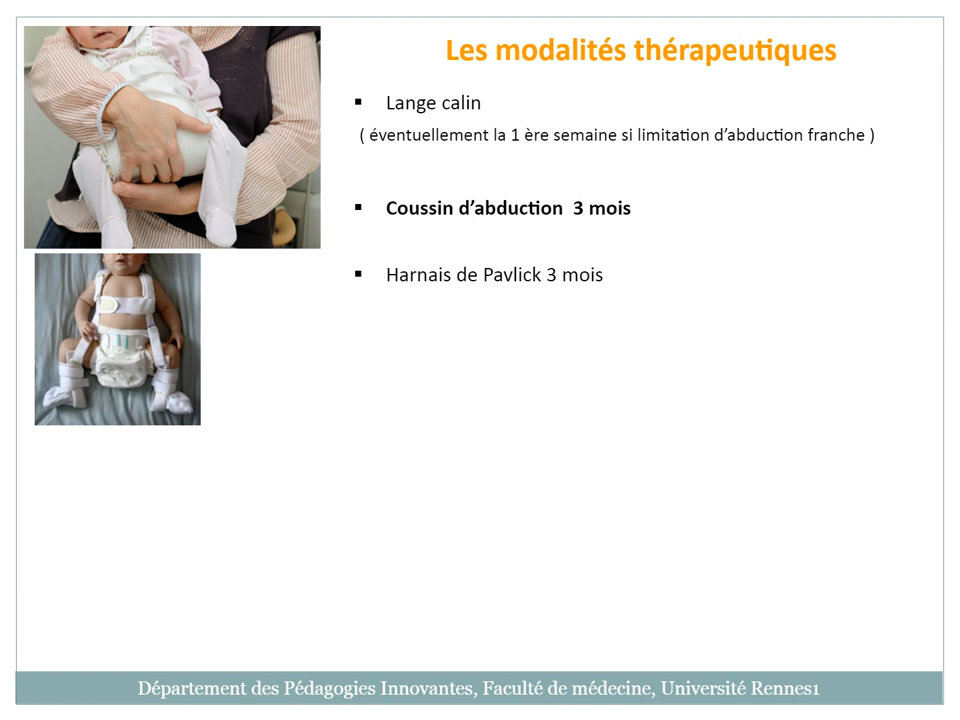 Les modalités thérapeutiques
▪ Lange calin
( éventuellement la 1 ère semaine si limitation d'abduction franche )
▪ Coussin d'abduction 3 mois
▪ Harnais de Pavlick 3 mois
Département des Pédagogies Innovantes, Faculté de médecine, Université Rennes1